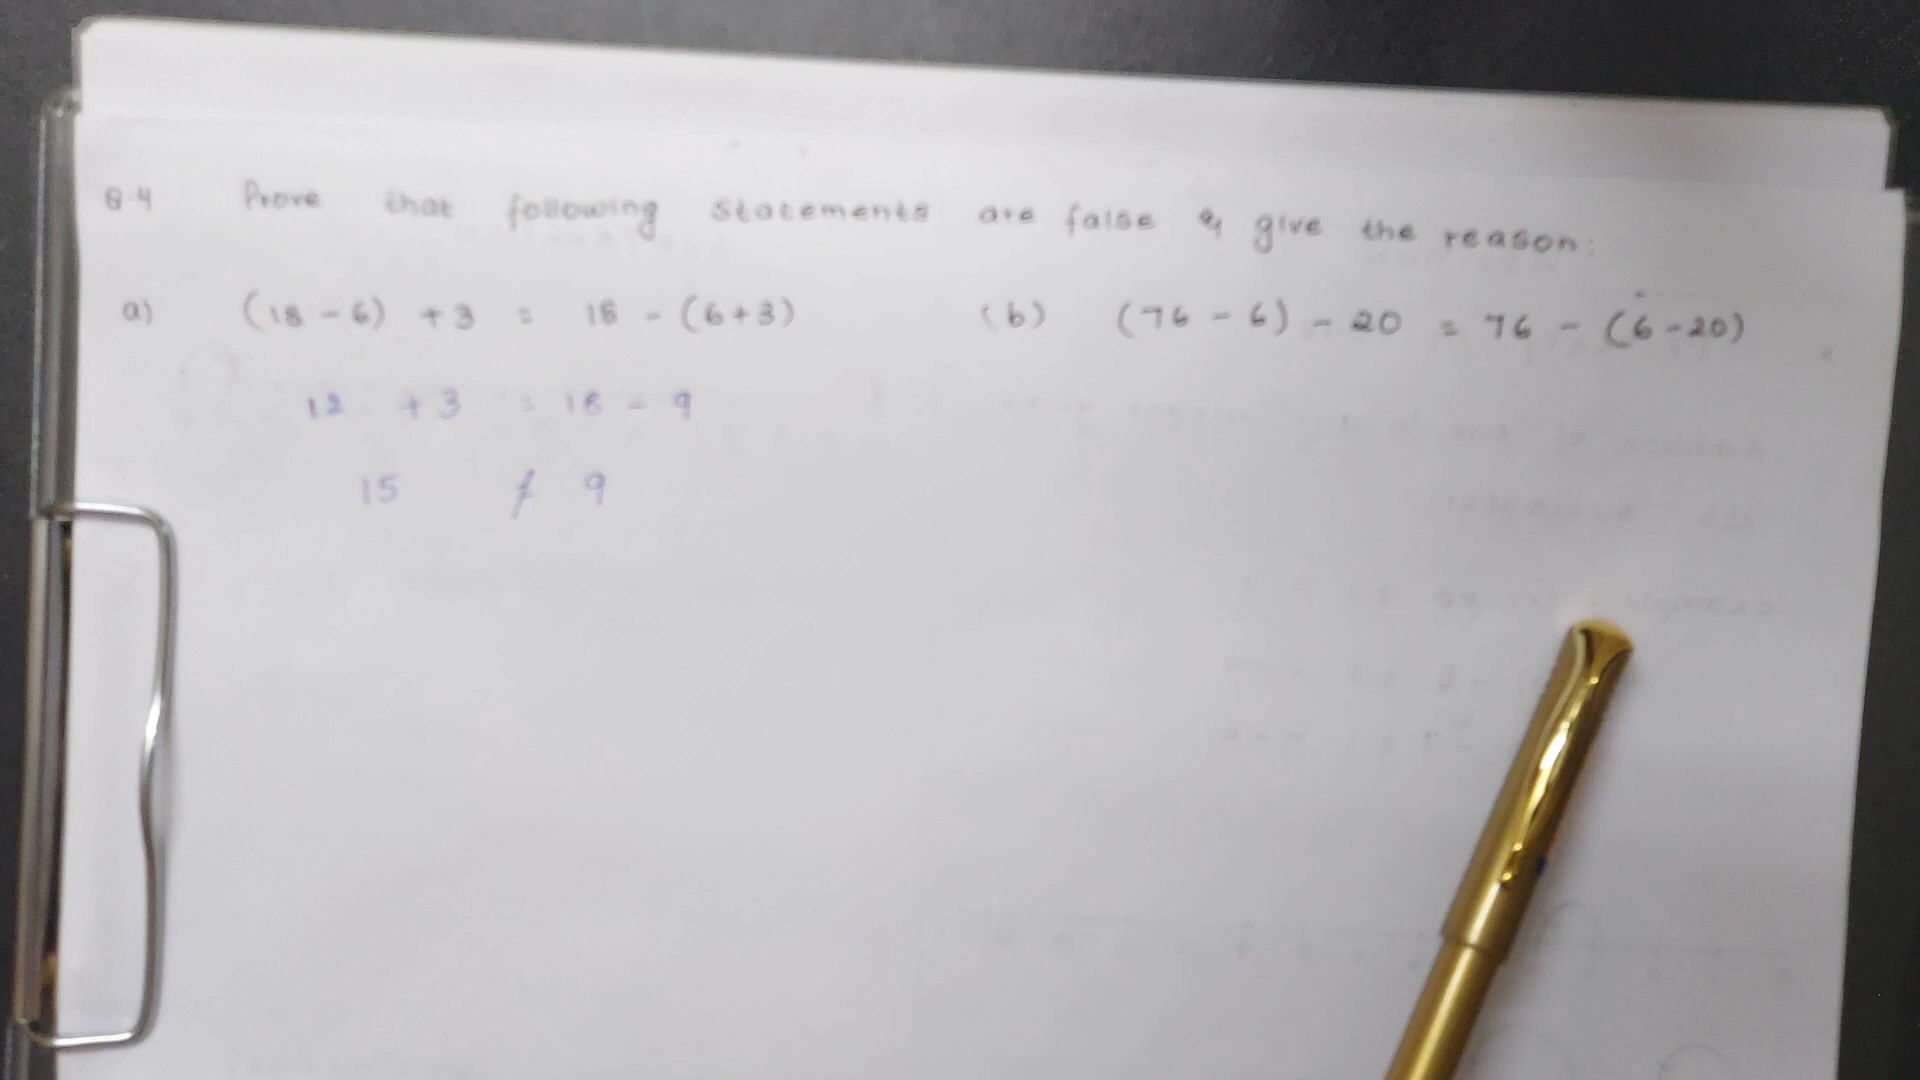 Q.4 Prove that following statements are false & give the reason:
a) (18 - 6) + 3 = 18 - (6+3) (b) (76 - 6) - 20 = 76 - (6-20)
12 + 3 = 18 - 9
15 ≠ 9